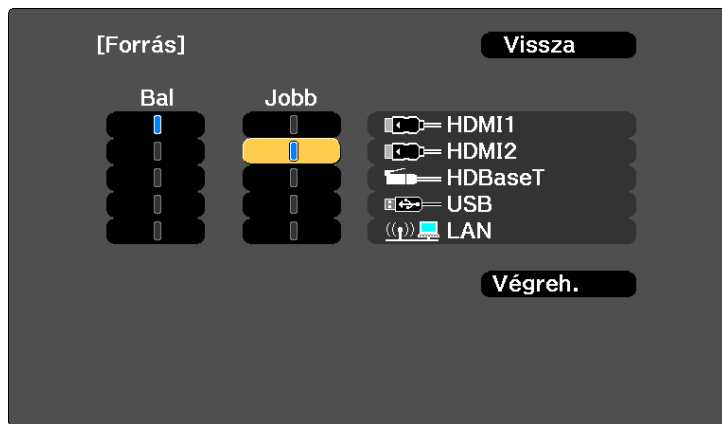 [Forrás]
Vissza
Bal
Jobb
HDMI1
HDMI2
HDBaseT
USB
LAN
Végreh.